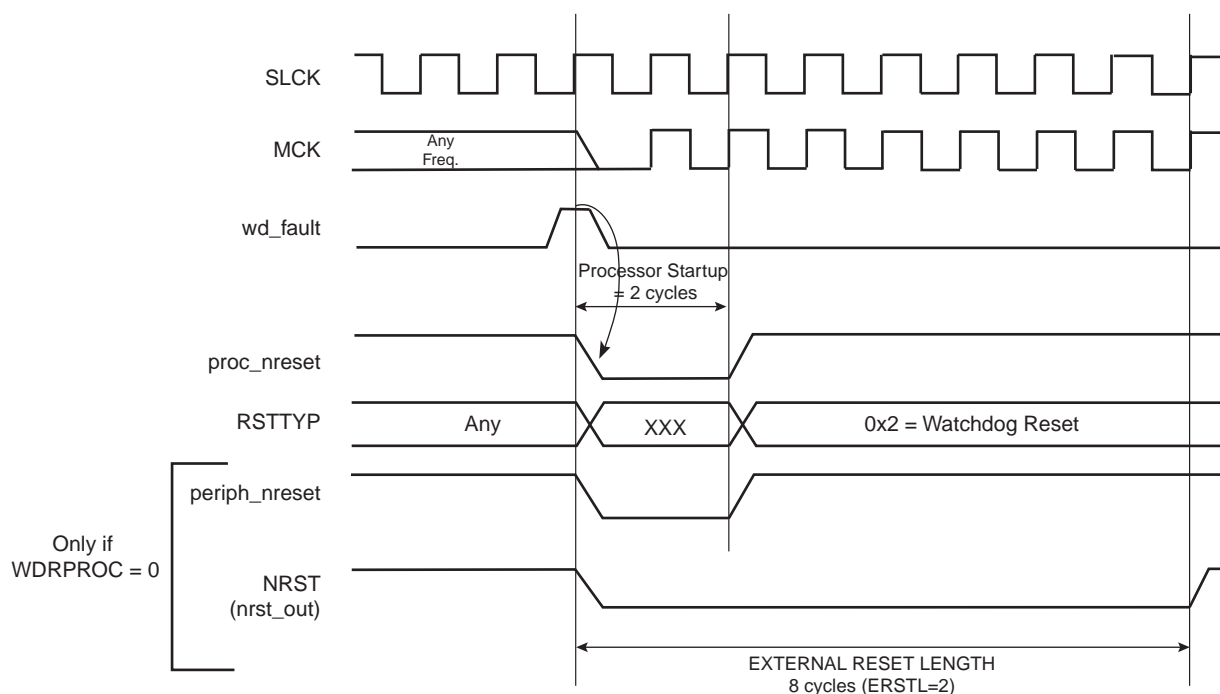 SLCK
MCK
Any
Freq.
wd_fault
Processor Startup
= 2 cycles
proc_nreset
RSTTYP
Any
XXX
0x2 = Watchdog Reset
periph_nreset
Only if
WDRPROC = 0
NRST
(nrst_out)
EXTERNAL RESET LENGTH
8 cycles (ERSTL=2)